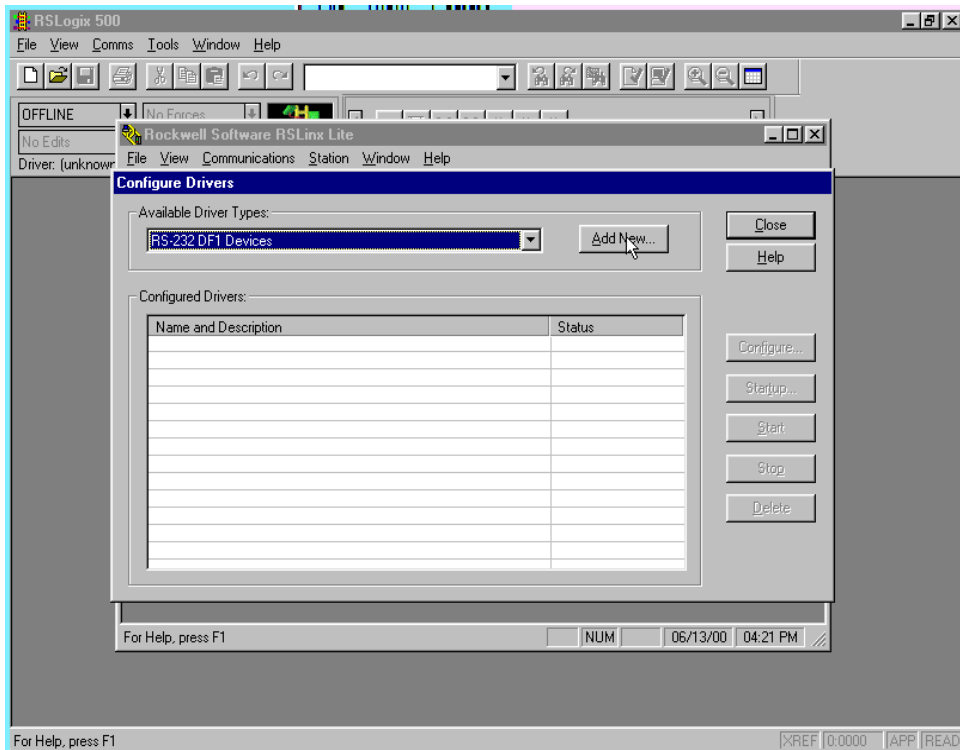 RSLogix 500
File View Comms Tools Window Help
OFFLINE No Forces
No Edits
Driver: (unknown
Rockwell Software RSLinx Lite
File View Communications Station Window Help
Configure Drivers
Available Driver Types:
RS-232 DF1 Devices
Add New...
Close
Help
Configured Drivers:
Name and Description Status
Configure...
Startup...
Start
Stop
Delete
For Help, press F1 NUM 06/13/00 04:21 PM
For Help, press F1 XREF 0:0000 APP READ